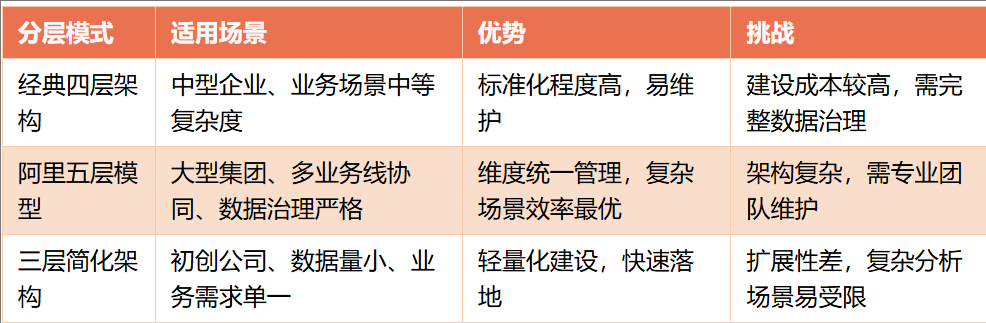 分层模式 适用场景 优势 挑战
经典四层架 中型企业、业务场景中等 标准化程度高，易维 建设成本较高，需完
构 复杂度 护 整数据治理
阿里五层模 大型集团、多业务线协 维度统一管理，复杂 架构复杂，需专业团
型 同、数据治理严格 场景效率最优 队维护
三层简化架 初创公司、数据量小、业 轻量化建设，快速落 扩展性差，复杂分析
构 务需求单一 地 场景易受限